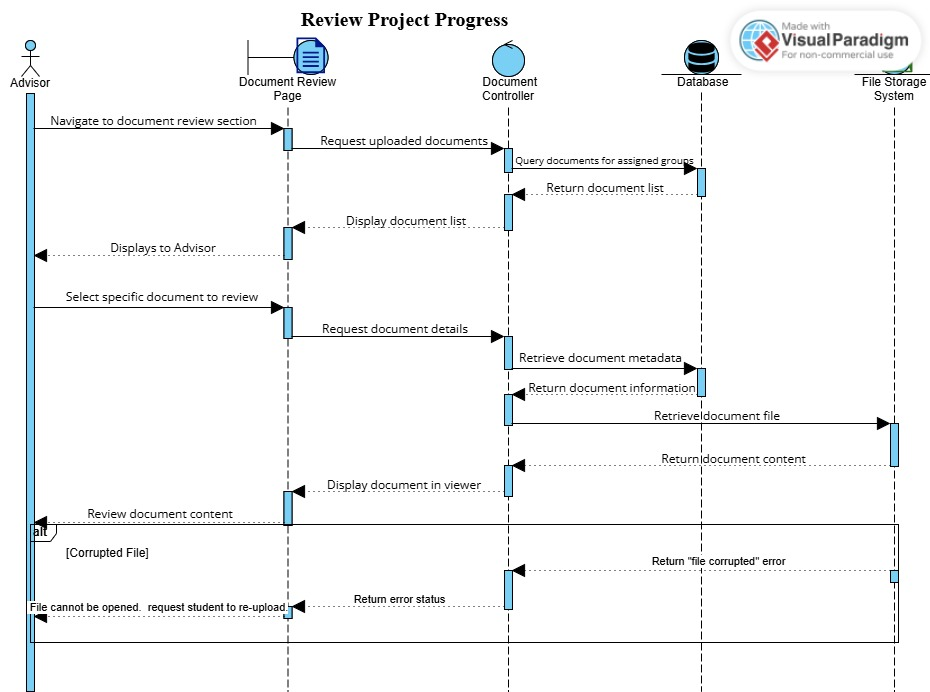 Review Project Progress
Made with
VisualParadigm
For non-commercial use
Advisor
Document Review
Page
Document
Controller
Database
File Storage
System
Navigate to document review section
Request uploaded documents
Query documents for assigned groups
Return document list
Display document list
Displays to Advisor
Select specific document to review
Request document details
Retrieve document metadata
Return document information
Retrieve document file
Return document content
Display document in viewer
Review document content
alt
[Corrupted File]
Return "file corrupted" error
Return error status
File cannot be opened. request student to re-upload.